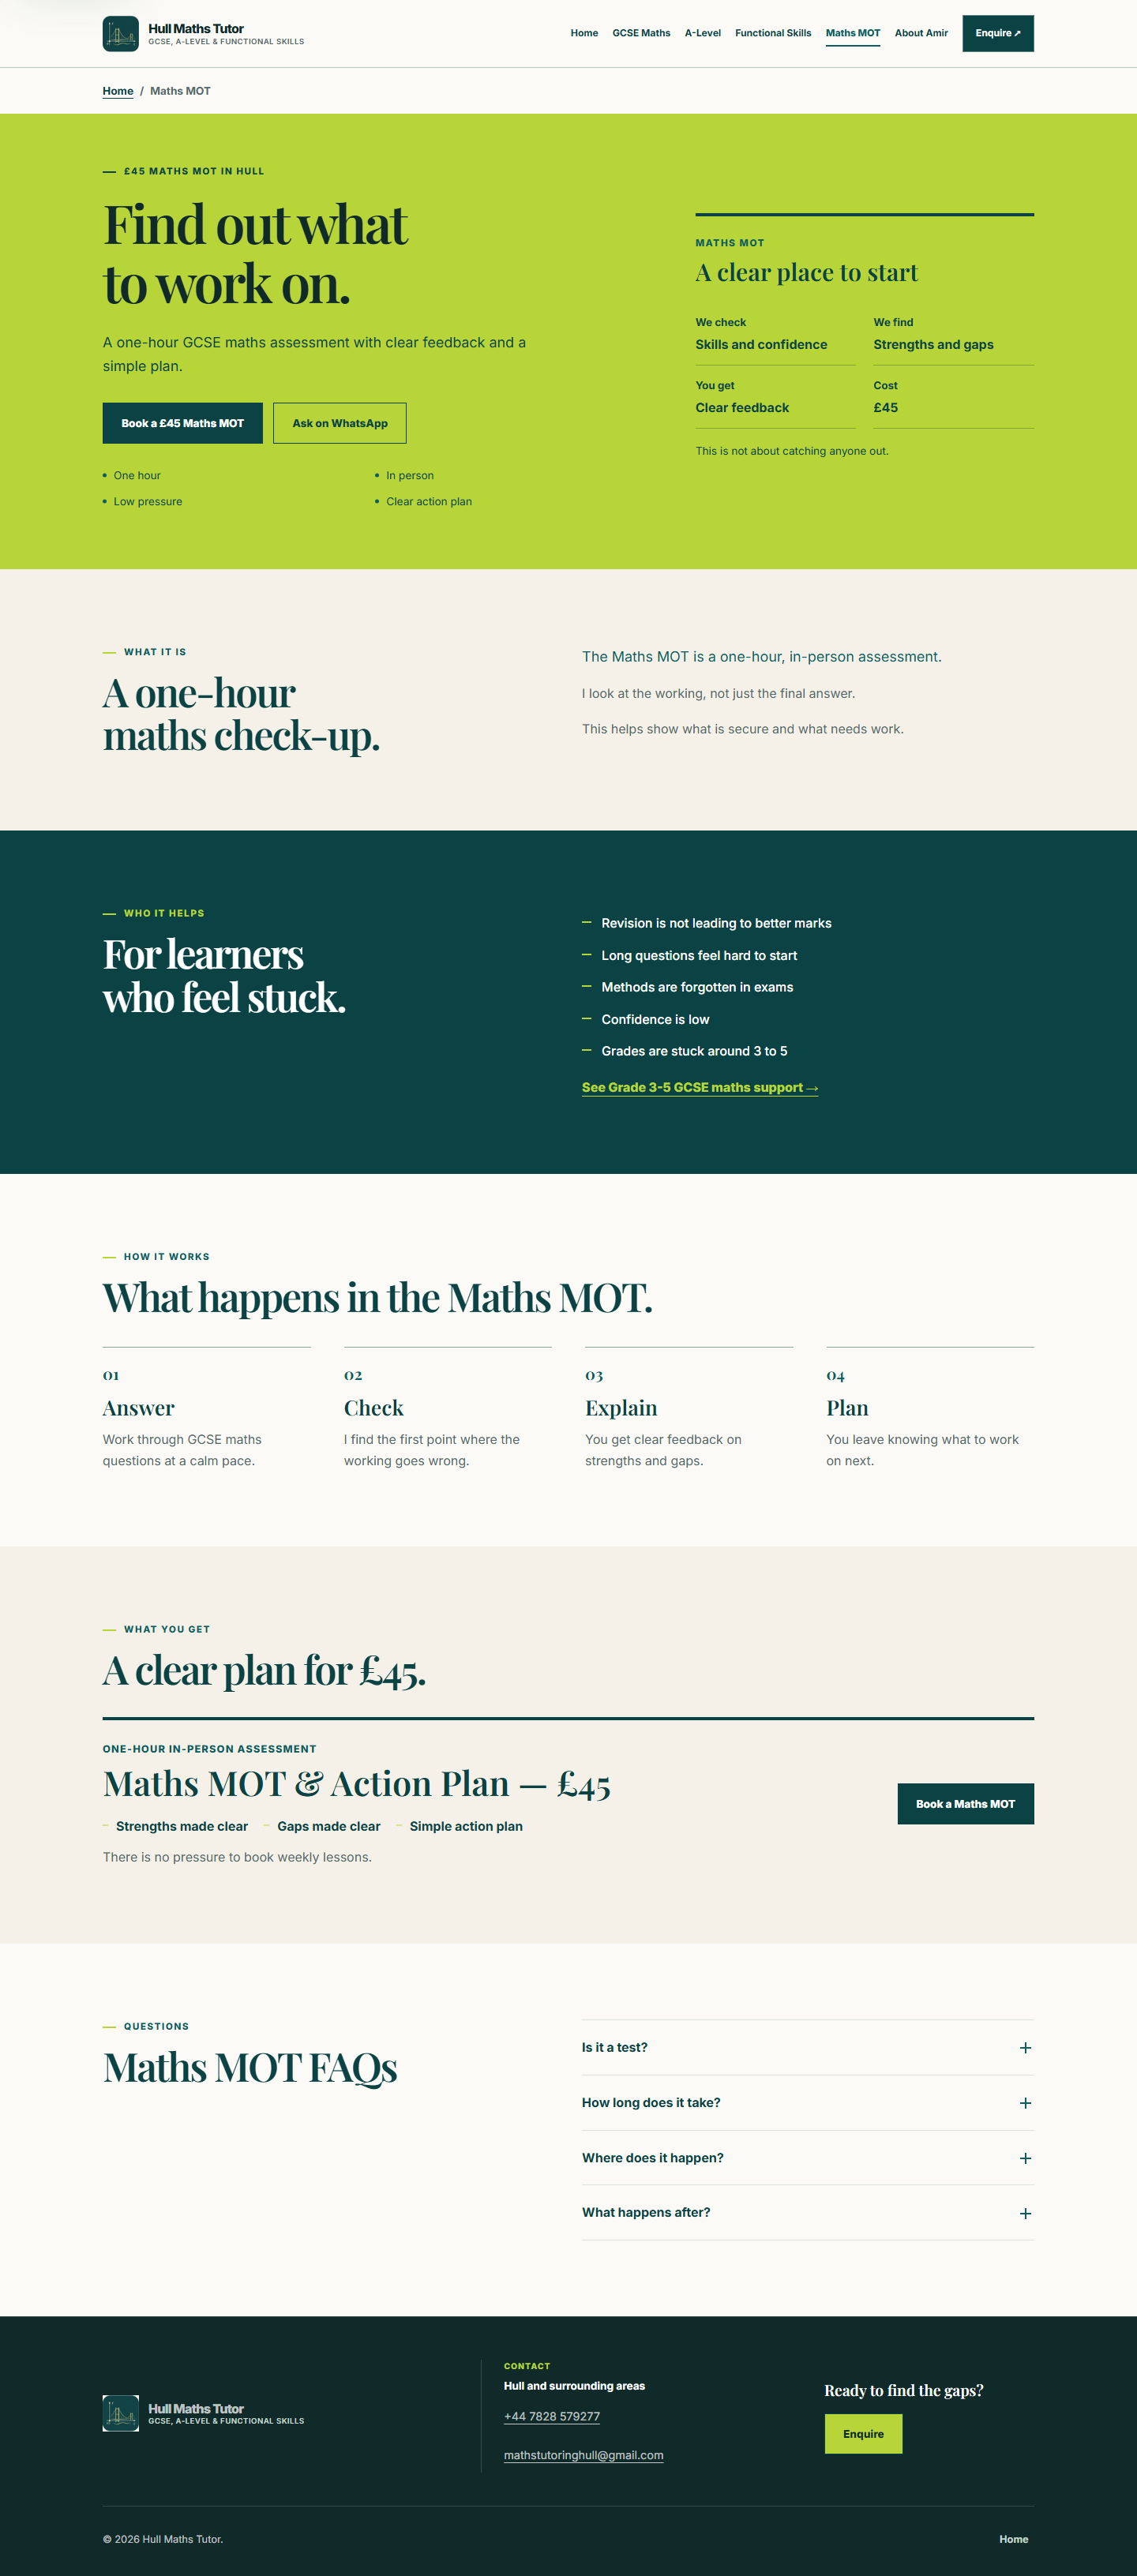 Hull Maths Tutor
GCSE, A-LEVEL & FUNCTIONAL SKILLS
Home
GCSE Maths
A-Level
Functional Skills
Maths MOT
About Amir
Enquire ↗
Home / Maths MOT
£45 MATHS MOT IN HULL
Find out what
to work on.
A one-hour GCSE maths assessment with clear feedback and a
simple plan.
Book a £45 Maths MOT
Ask on WhatsApp
One hour
In person
Low pressure
Clear action plan
MATHS MOT
A clear place to start
We check
Skills and confidence
We find
Strengths and gaps
You get
Clear feedback
Cost
£45
This is not about catching anyone out.
WHAT IT IS
A one-hour
maths check-up.
The Maths MOT is a one-hour, in-person assessment.
I look at the working, not just the final answer.
This helps show what is secure and what needs work.
WHO IT HELPS
For learners
who feel stuck.
Revision is not leading to better marks
Long questions feel hard to start
Methods are forgotten in exams
Confidence is low
Grades are stuck around 3 to 5
See Grade 3-5 GCSE maths support →
HOW IT WORKS
What happens in the Maths MOT.
01
Answer
Work through GCSE maths
questions at a calm pace.
02
Check
I find the first point where the
working goes wrong.
03
Explain
You get clear feedback on
strengths and gaps.
04
Plan
You leave knowing what to work
on next.
WHAT YOU GET
A clear plan for £45.
ONE-HOUR IN-PERSON ASSESSMENT
Maths MOT & Action Plan — £45
Strengths made clear
Gaps made clear
Simple action plan
There is no pressure to book weekly lessons.
Book a Maths MOT
QUESTIONS
Maths MOT FAQs
Is it a test?
How long does it take?
Where does it happen?
What happens after?
Hull Maths Tutor
GCSE, A-LEVEL & FUNCTIONAL SKILLS
CONTACT
Hull and surrounding areas
+44 7828 579277
mathstutoringhull@gmail.com
Ready to find the gaps?
Enquire
© 2026 Hull Maths Tutor.
Home